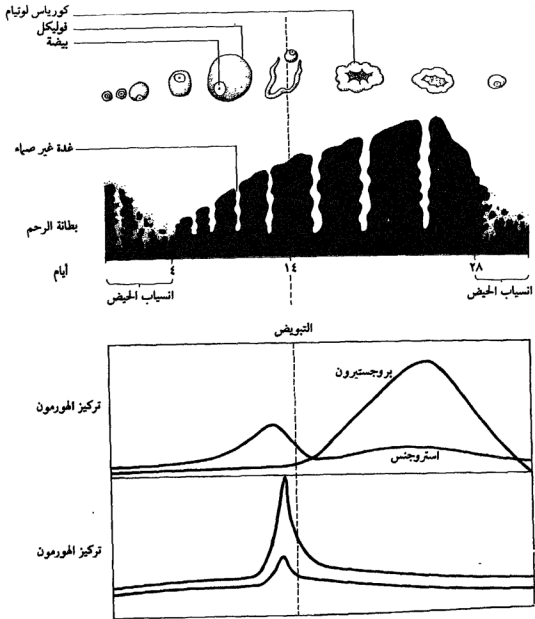 كورباس لوتيام
فوليكل
بيضة
غدة غير صماء
بطانة الرحم
أيام
٤
١٤
٢٨
انسياب الحيض
انسياب الحيض
التبويض
بروجستيرون
تركيز الهورمون
استروجنس
تركيز الهورمون